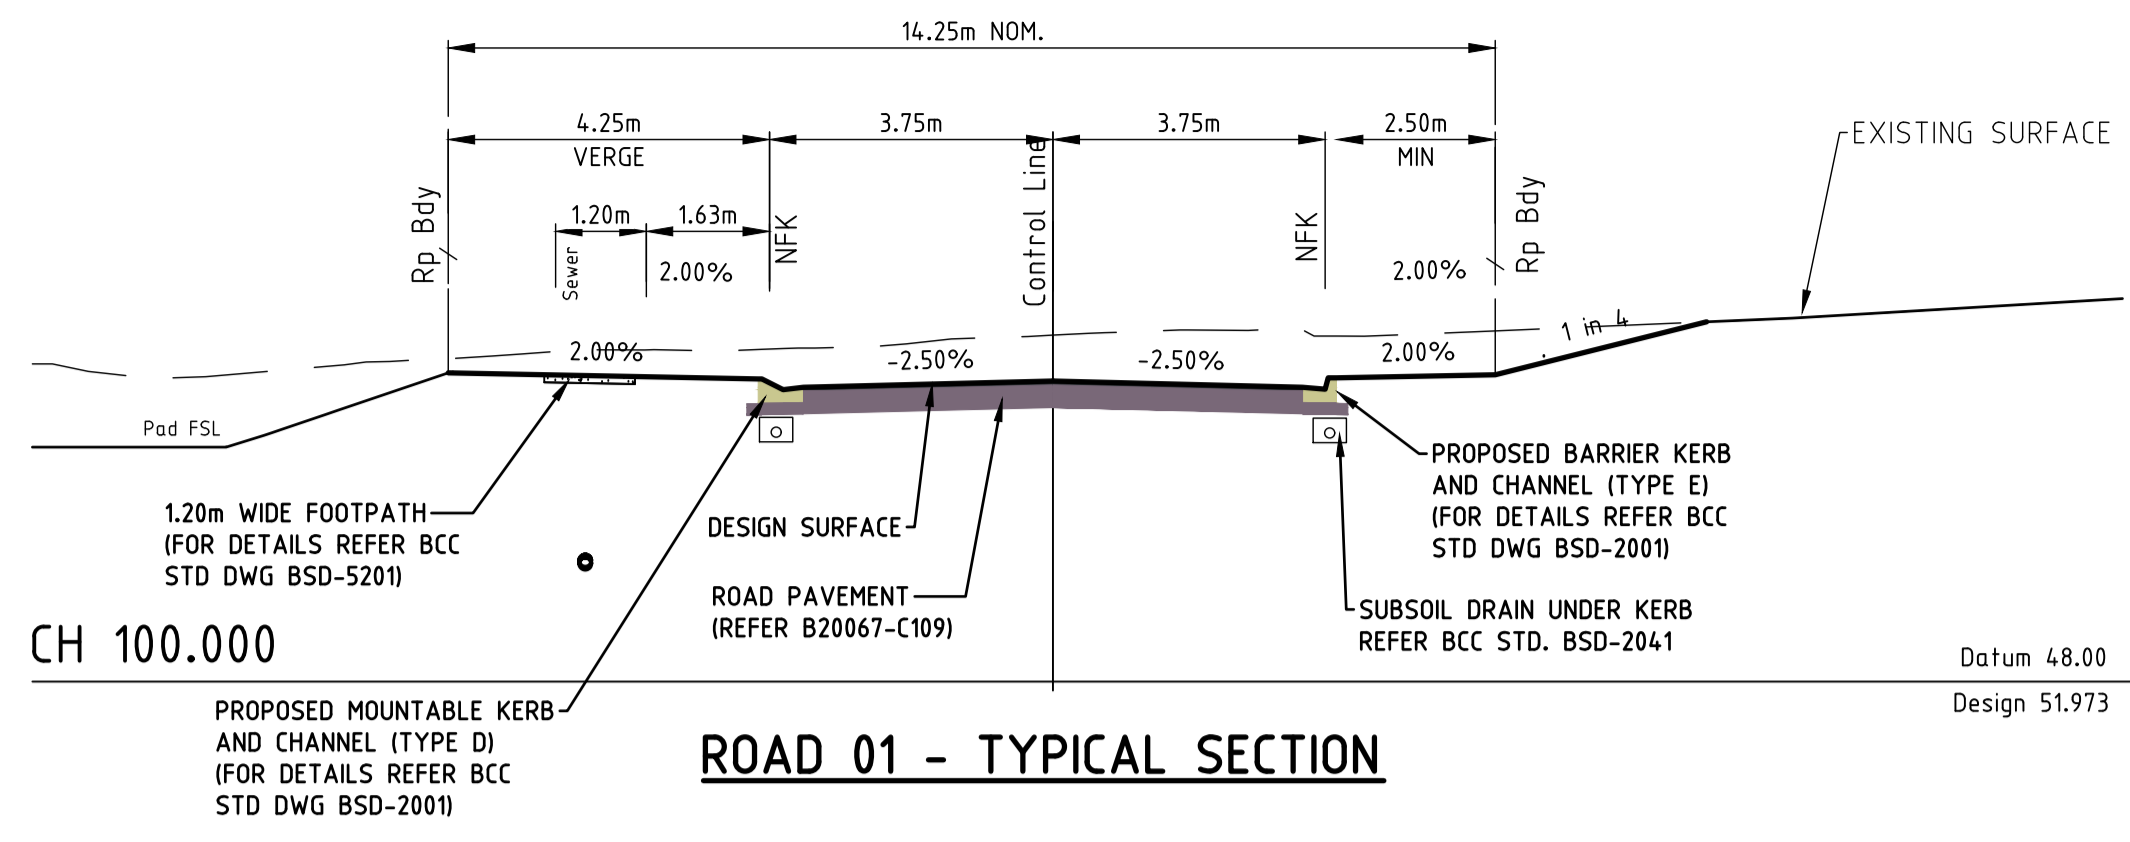 14.25m NOM.
4.25m
3.75m
3.75m
2.50m
VERGE
MIN
EXISTING SURFACE
Rp Bdy
1.20m
1.63m
NFK
Control Line
NFK
Rp Bdy
Sewer
2.00%
2.00%
1 in 4
2.00%
-2.50%
-2.50%
2.00%
Pad FSL
1.20m WIDE FOOTPATH
(FOR DETAILS REFER BCC
STD DWG BSD-5201)
DESIGN SURFACE
ROAD PAVEMENT
(REFER B20067-C109)
PROPOSED BARRIER KERB
AND CHANNEL (TYPE E)
(FOR DETAILS REFER BCC
STD DWG BSD-2001)
SUBSOIL DRAIN UNDER KERB
REFER BCC STD. BSD-2041
CH 100.000
Datum 48.00
Design 51.973
PROPOSED MOUNTABLE KERB
AND CHANNEL (TYPE D)
(FOR DETAILS REFER BCC
STD DWG BSD-2001)
ROAD 01 - TYPICAL SECTION